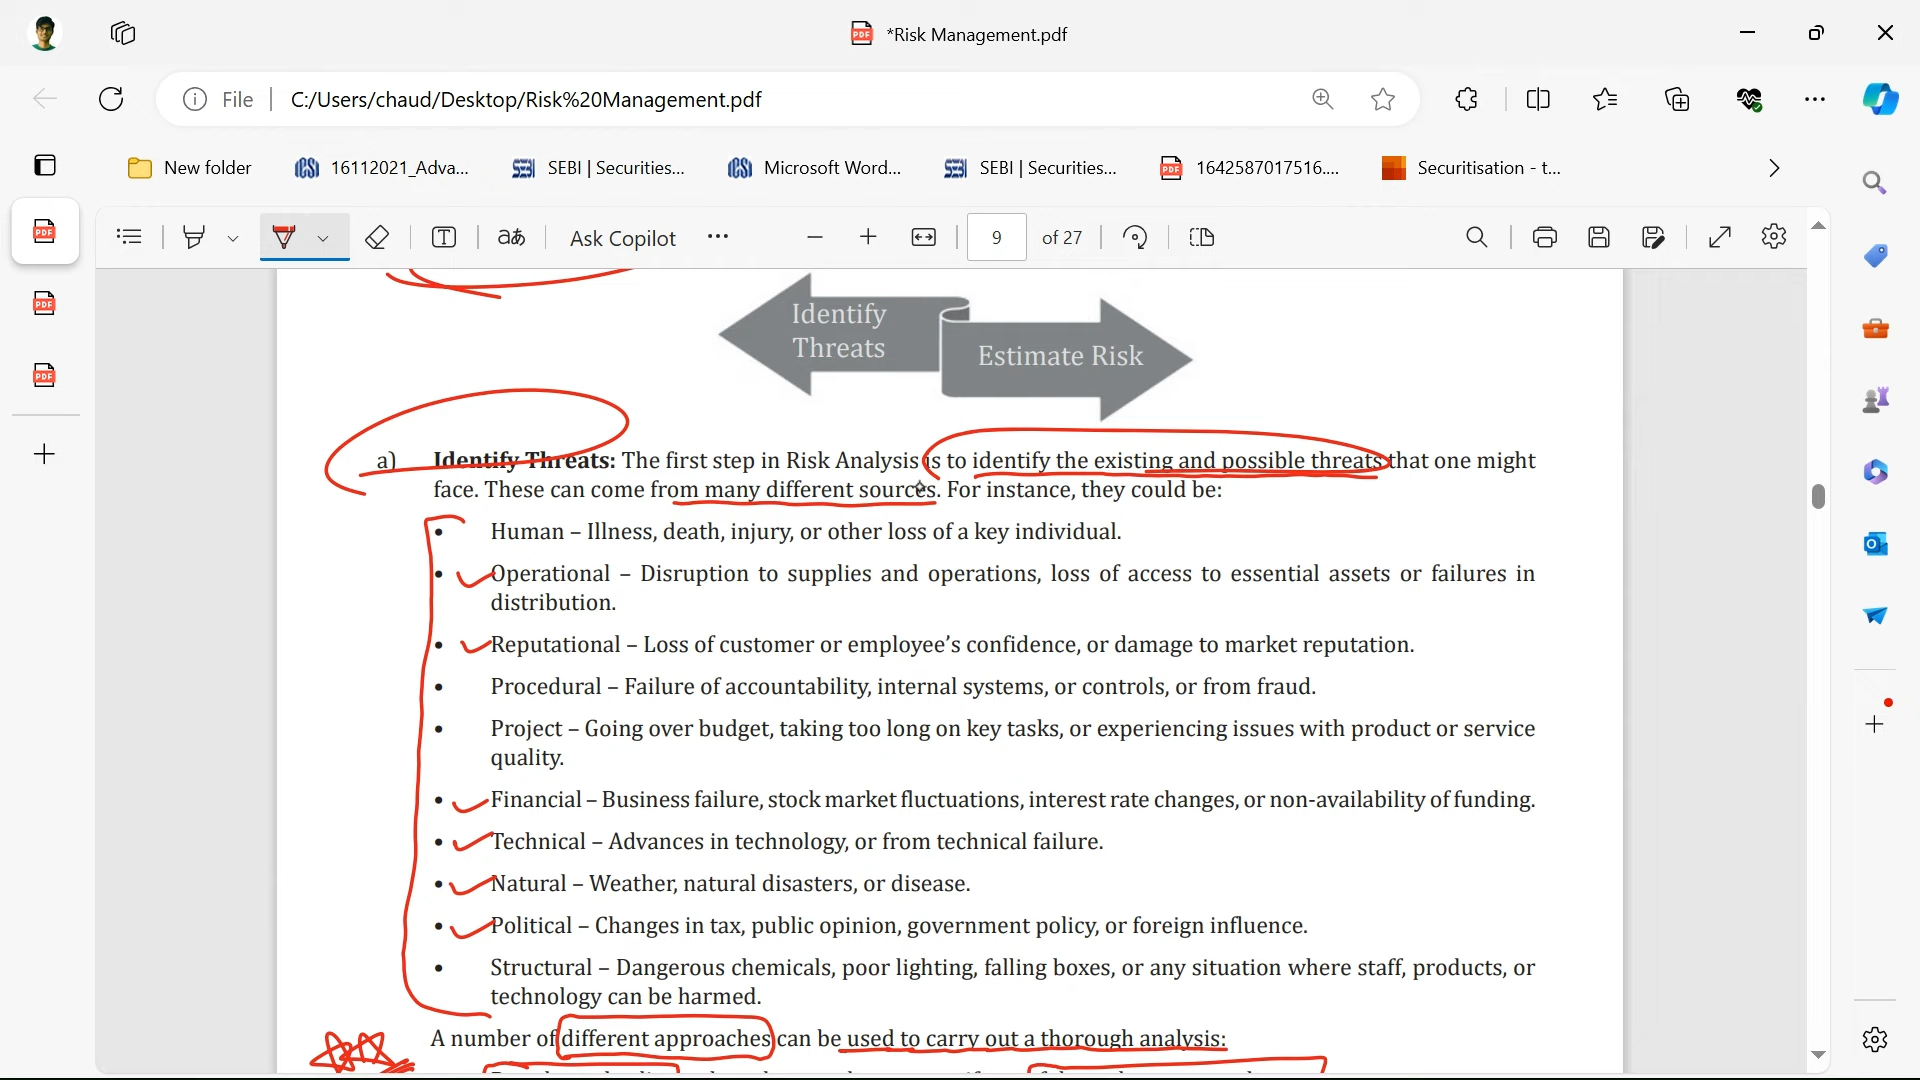 *Risk Management.pdf
File
C:/Users/chaud/Desktop/Risk%20Management.pdf
New folder
16112021_Adva...
SEBI | Securities...
Microsoft Word...
SEBI | Securities...
1642587017516....
Securitisation - t...
Ask Copilot
9
of 27
Identify
Threats
Estimate Risk
a) Identify Threats: The first step in Risk Analysis is to identify the existing and possible threats that one might
face. These can come from many different sources. For instance, they could be:
• Human – Illness, death, injury, or other loss of a key individual.
• Operational – Disruption to supplies and operations, loss of access to essential assets or failures in
distribution.
• Reputational – Loss of customer or employee’s confidence, or damage to market reputation.
• Procedural – Failure of accountability, internal systems, or controls, or from fraud.
• Project – Going over budget, taking too long on key tasks, or experiencing issues with product or service
quality.
• Financial – Business failure, stock market fluctuations, interest rate changes, or non-availability of funding.
• Technical – Advances in technology, or from technical failure.
• Natural – Weather, natural disasters, or disease.
• Political – Changes in tax, public opinion, government policy, or foreign influence.
• Structural – Dangerous chemicals, poor lighting, falling boxes, or any situation where staff, products, or
technology can be harmed.
A number of different approaches can be used to carry out a thorough analysis: